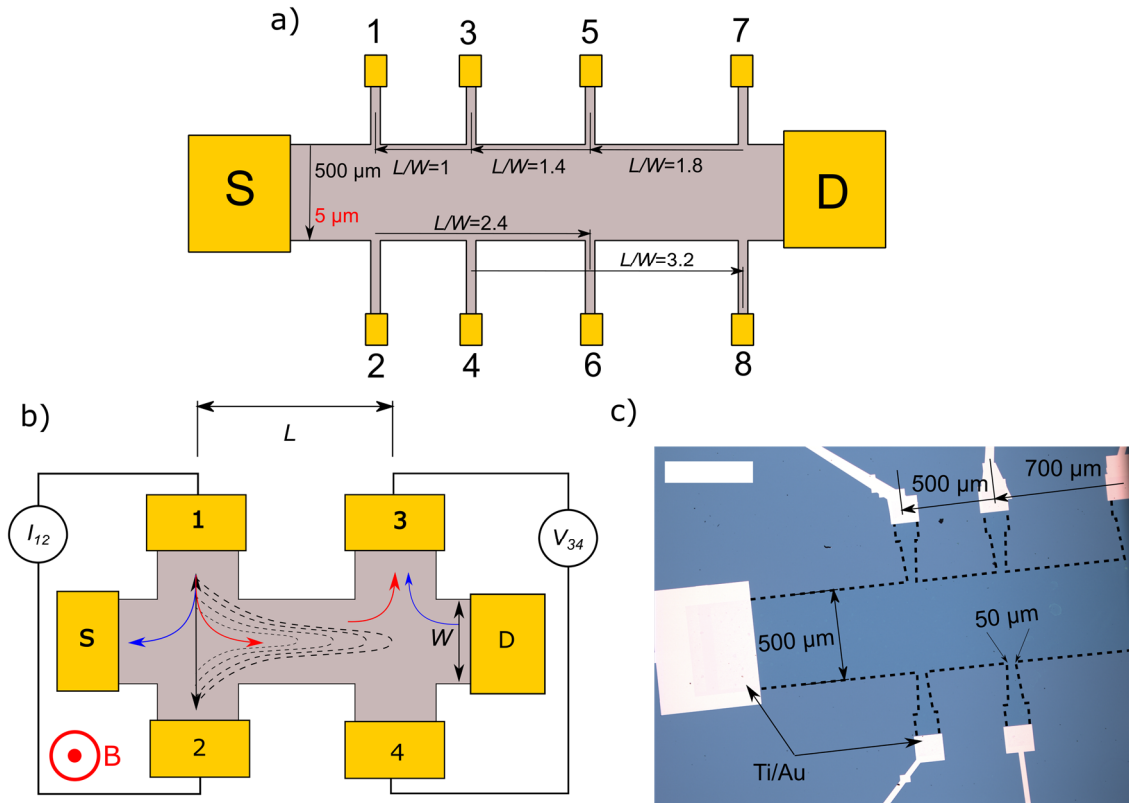 a)
1 3 5 7
S
500 µm
5 µm
L/W=1
L/W=1.4
L/W=1.8
L/W=2.4
L/W=3.2
D
2 4 6 8
b)
L
1
3
I12
V34
S
W
D
2
4
B
c)
500 µm
700 µm
500 µm
50 µm
Ti/Au